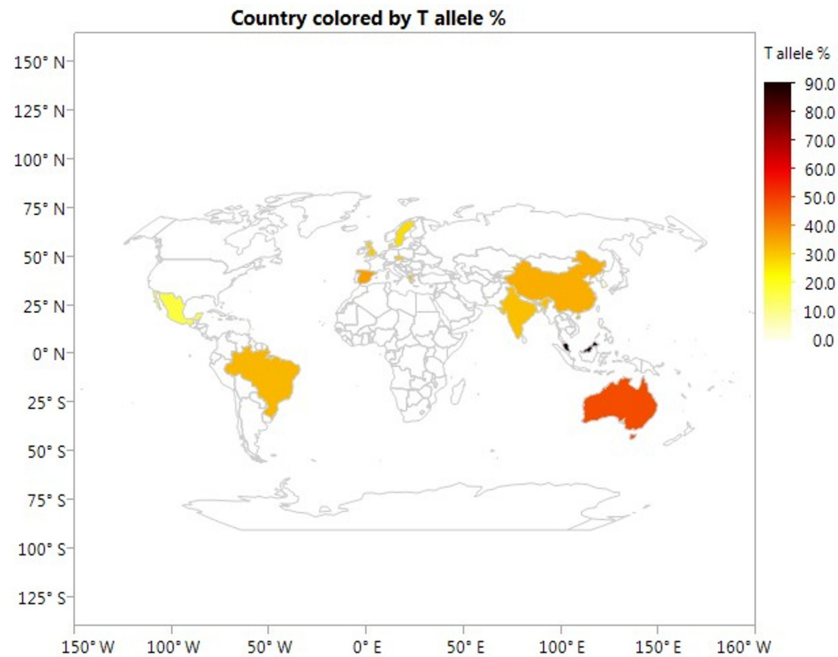 Country colored by T allele %
150° N
125° N
100° N
75° N
50° N
25° N
0° N
25° S
50° S
75° S
100° S
125° S
150° W
100° W
50° W
0° E
50° E
100° E
150° E
160° W
T allele %
90.0
80.0
70.0
60.0
50.0
40.0
30.0
20.0
10.0
0.0